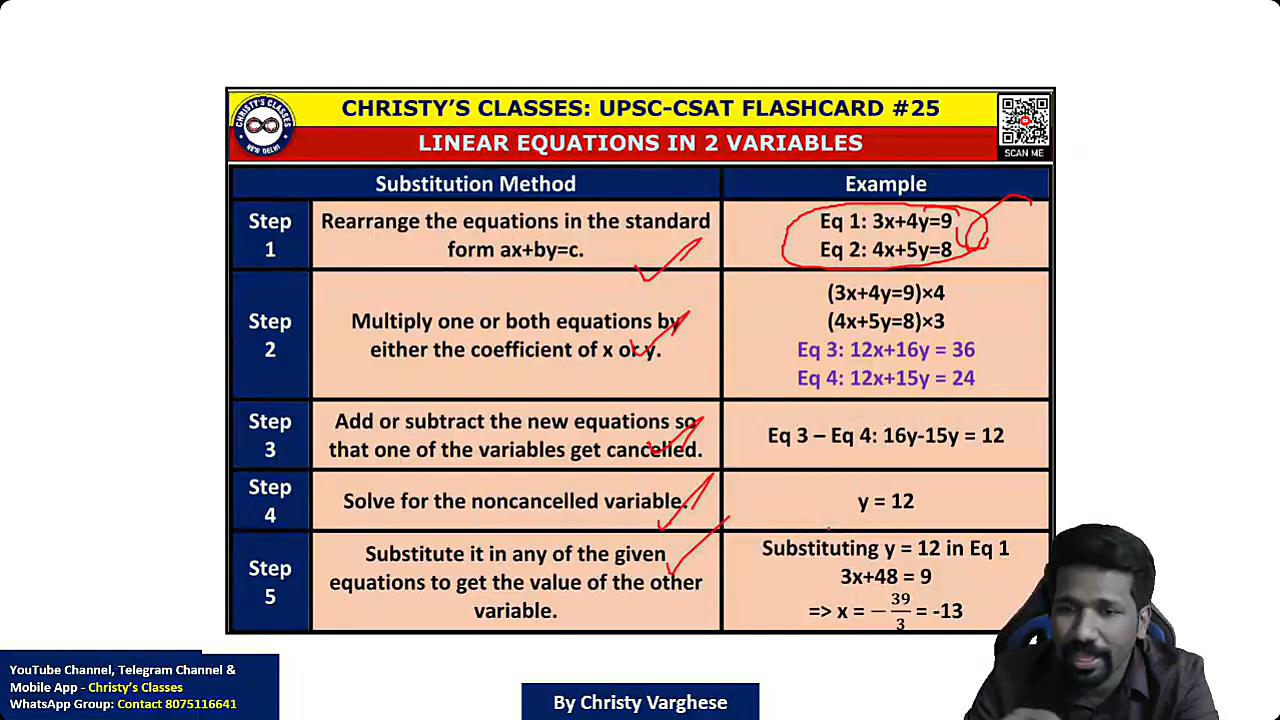 CHRISTY'S CLASSES: UPSC-CSAT FLASHCARD #25
LINEAR EQUATIONS IN 2 VARIABLES
CHRISTY'S CLASSES
NEW DELHI
SCAN ME
Substitution Method
Example
Step
1
Rearrange the equations in the standard
form ax+by=c.
Eq 1: 3x+4y=9
Eq 2: 4x+5y=8
Step
2
Multiply one or both equations by
either the coefficient of x or y.
(3x+4y=9)×4
(4x+5y=8)×3
Eq 3: 12x+16y = 36
Eq 4: 12x+15y = 24
Step
3
Add or subtract the new equations so
that one of the variables get cancelled.
Eq 3 – Eq 4: 16y-15y = 12
Step
4
Solve for the noncancelled variable.
y = 12
Step
5
Substitute it in any of the given
equations to get the value of the other
variable.
Substituting y = 12 in Eq 1
3x+48 = 9
=> x = −39/3 = -13
YouTube Channel, Telegram Channel &
Mobile App - Christy's Classes
WhatsApp Group: Contact 8075116641
By Christy Varghese